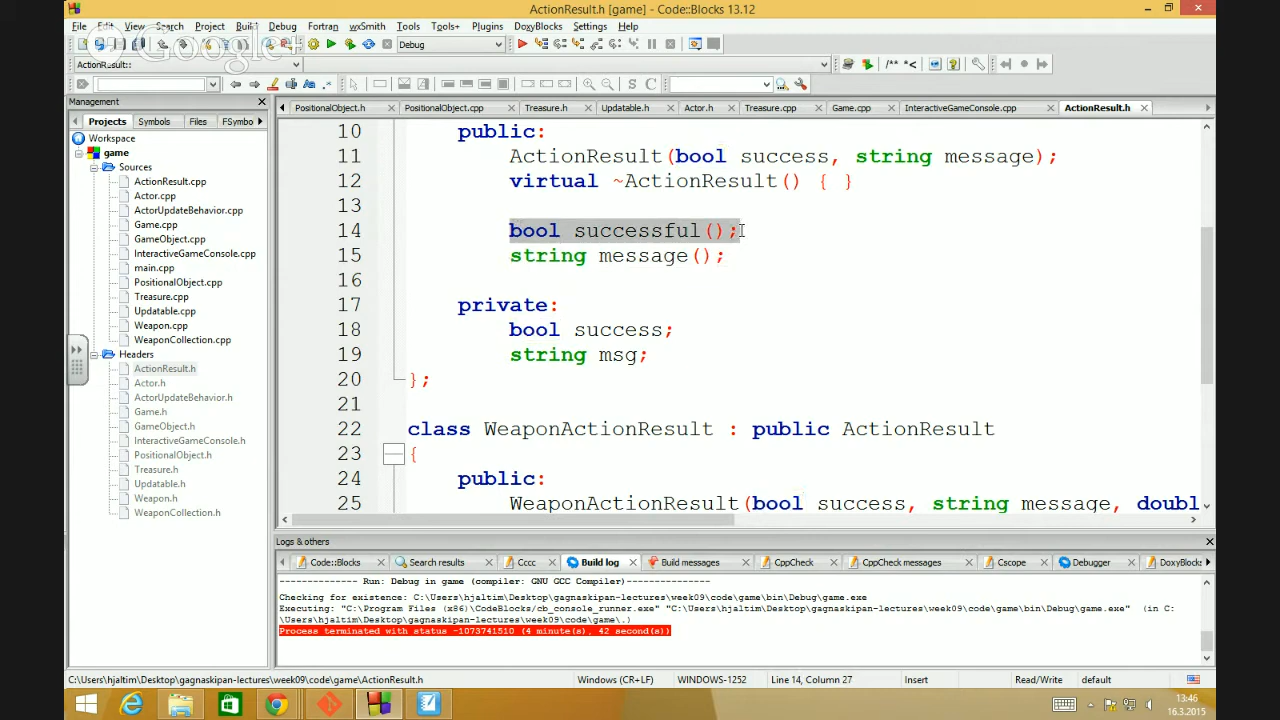 ActionResult.h [game] - Code::Blocks 13.12
File Edit View Search Project Build Debug Fortran wxSmith Tools Tools+ Plugins DoxyBlocks Settings Help
Google+
Debug
ActionResult::
/** *<
S C
Management
Projects Symbols Files FSymbo
PositionalObject.h PositionalObject.cpp Treasure.h Updatable.h Actor.h Treasure.cpp Game.cpp InteractiveGameConsole.cpp ActionResult.h
Workspace
game
Sources
ActionResult.cpp
Actor.cpp
ActorUpdateBehavior.cpp
Game.cpp
GameObject.cpp
InteractiveGameConsole.cpp
main.cpp
PositionalObject.cpp
Treasure.cpp
Updatable.cpp
Weapon.cpp
WeaponCollection.cpp
Headers
ActionResult.h
Actor.h
ActorUpdateBehavior.h
Game.h
GameObject.h
InteractiveGameConsole.h
PositionalObject.h
Treasure.h
Updatable.h
Weapon.h
WeaponCollection.h
10 public:
11 ActionResult(bool success, string message);
12 virtual ~ActionResult() { }
13
14 bool successful();
15 string message();
16
17 private:
18 bool success;
19 string msg;
20 };
21
22 class WeaponActionResult : public ActionResult
23 {
24 public:
25 WeaponActionResult(bool success, string message, doubl
Logs & others
Code::Blocks Search results Cccc Build log Build messages CppCheck CppCheck messages Cscope Debugger DoxyBlocks
-------------- Run: Debug in game (compiler: GNU GCC Compiler)---------------
Checking for existence: C:\Users\hjaltim\Desktop\gagnaskipan-lectures\week09\code\game\bin\Debug\game.exe
Executing: "C:\Program Files (x86)\CodeBlocks/cb_console_runner.exe" "C:\Users\hjaltim\Desktop\gagnaskipan-lectures\week09\code\game\bin\Debug\game.exe" (in C:
\Users\hjaltim\Desktop\gagnaskipan-lectures\week09\code\game\.)
Process terminated with status -1073741510 (4 minute(s), 42 second(s))
C:\Users\hjaltim\Desktop\gagnaskipan-lectures\week09\code\game\ActionResult.h Windows (CR+LF) WINDOWS-1252 Line 14, Column 27 Insert Read/Write default
13:46
16.3.2015